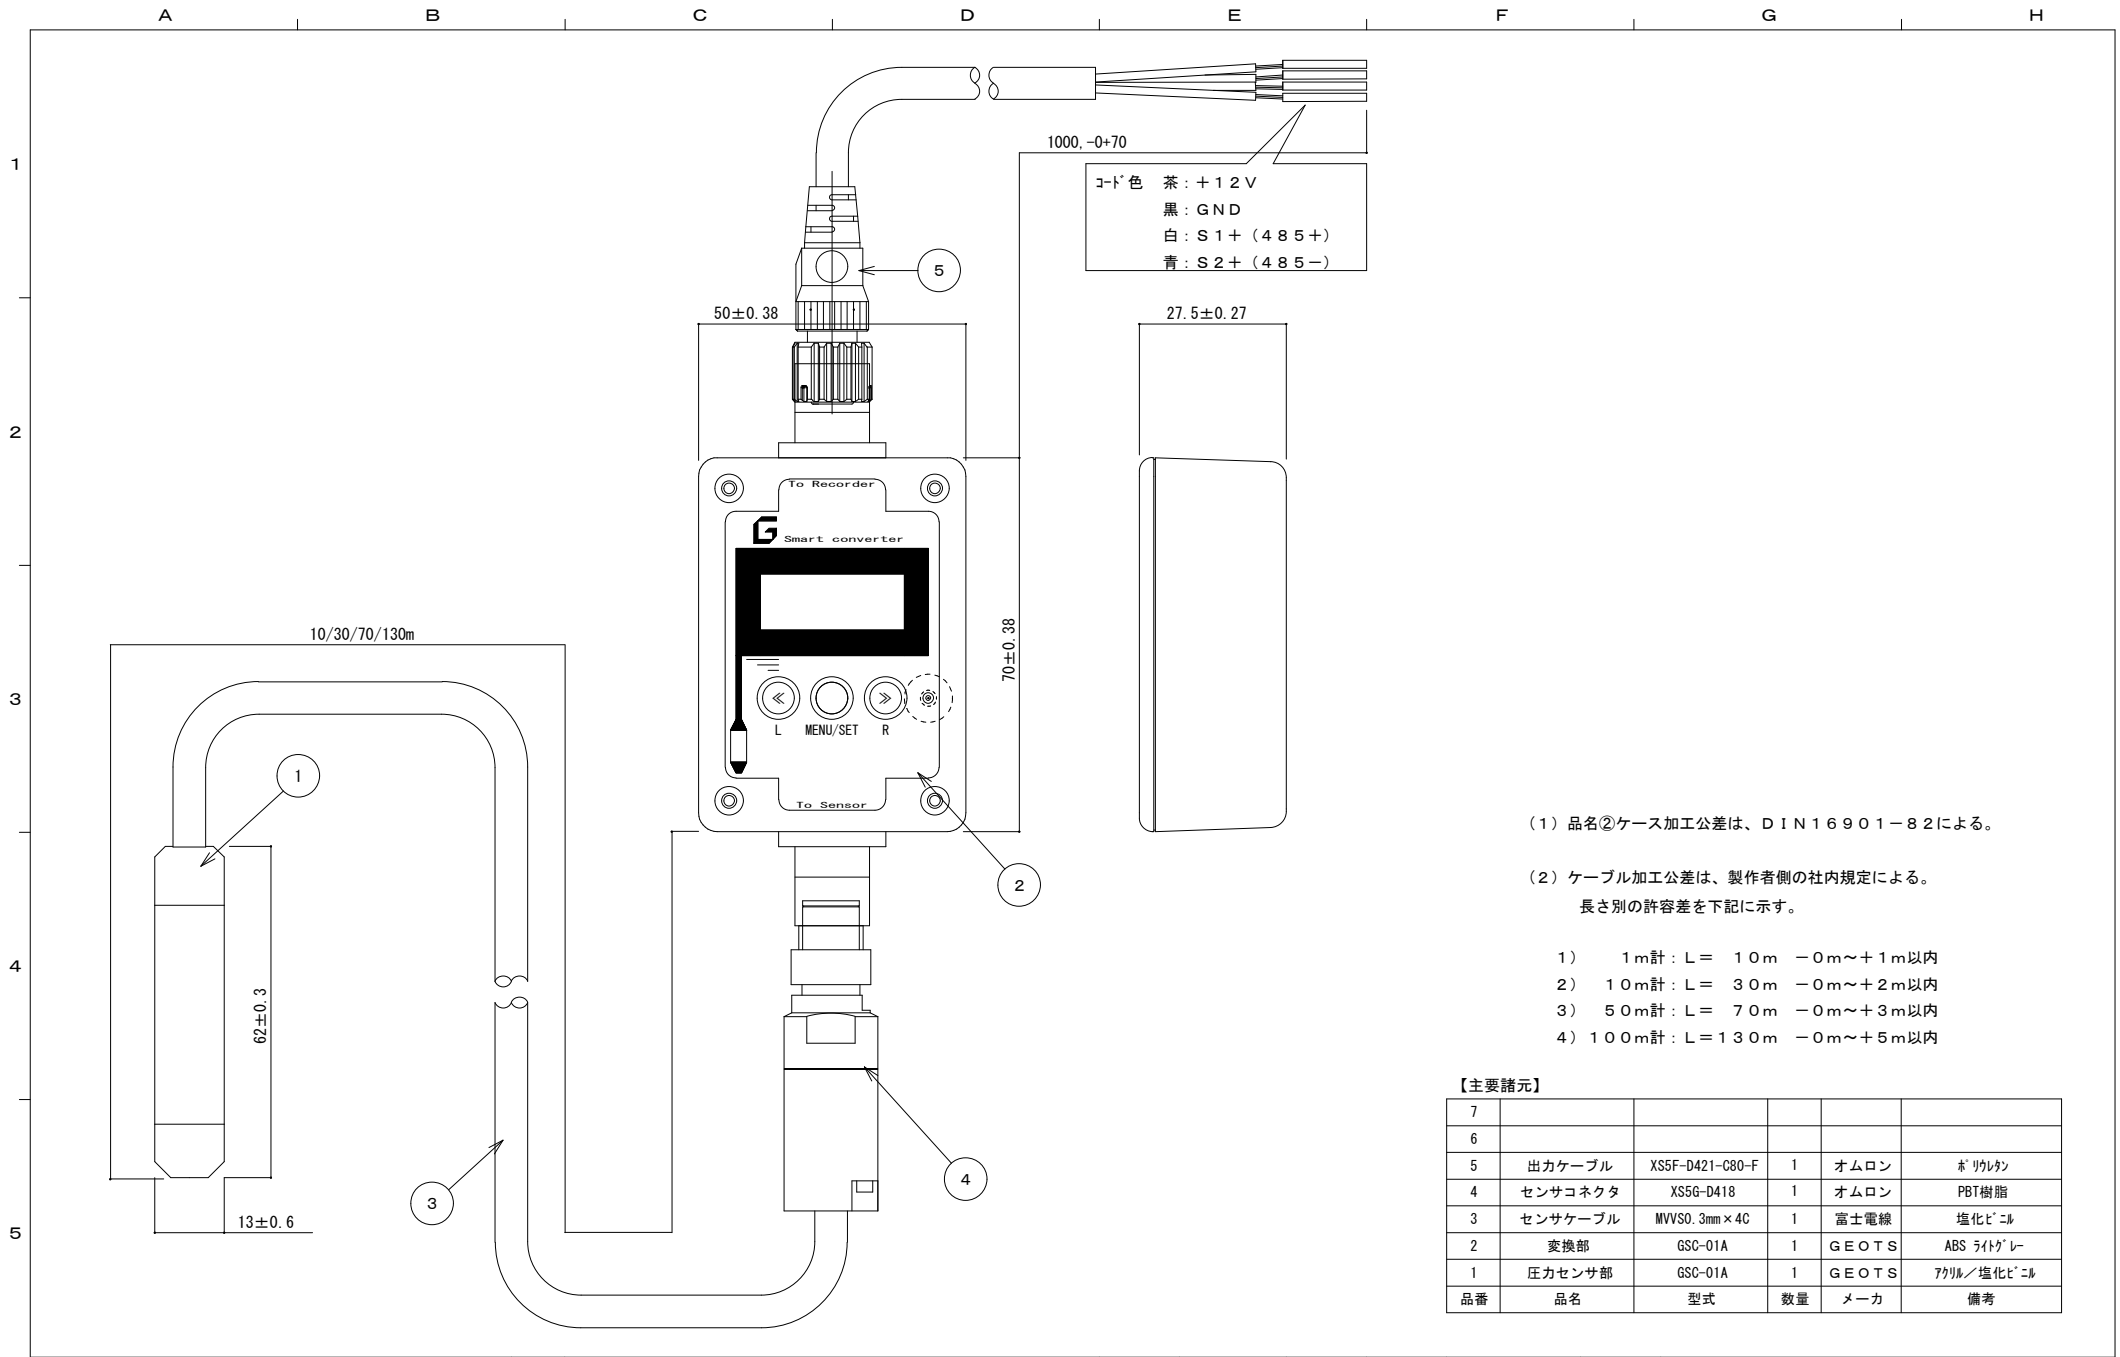 A B C D E F G H
1
2
3
4
5
1000, -0+70
コード色 茶：＋１２Ｖ
黒：ＧＮＤ
白：Ｓ１＋（４８５＋）
青：Ｓ２＋（４８５－）
5
50±0.38
27.5±0.27
To Recorder
G
Smart converter
10/30/70/130m
70±0.38
≪ ≫
L MENU/SET R
1
To Sensor
2
62±0.3
13±0.6
3
4
（１）品名②ケース加工公差は、ＤＩＮ１６９０１－８２による。
（２）ケーブル加工公差は、製作者側の社内規定による。
長さ別の許容差を下記に示す。
１） １ｍ計：Ｌ＝ １０ｍ －０ｍ～＋１ｍ以内
２） １０ｍ計：Ｌ＝ ３０ｍ －０ｍ～＋２ｍ以内
３） ５０ｍ計：Ｌ＝ ７０ｍ －０ｍ～＋３ｍ以内
４）１００ｍ計：Ｌ＝１３０ｍ －０ｍ～＋５ｍ以内
【主要諸元】
7
6
5 出力ケーブル XS5F-D421-C80-F 1 オムロン ﾎﾟﾘｳﾚﾀﾝ
4 センサコネクタ XS5G-D418 1 オムロン PBT樹脂
3 センサケーブル MVVS0.3mm×4C 1 富士電線 塩化ﾋﾞﾆﾙ
2 変換部 GSC-01A 1 ＧＥＯＴＳ ABS ﾗｲﾄｸﾞﾚｰ
1 圧力センサ部 GSC-01A 1 ＧＥＯＴＳ ｱｸﾘﾙ／塩化ﾋﾞﾆﾙ
品番 品名 型式 数量 メーカ 備考